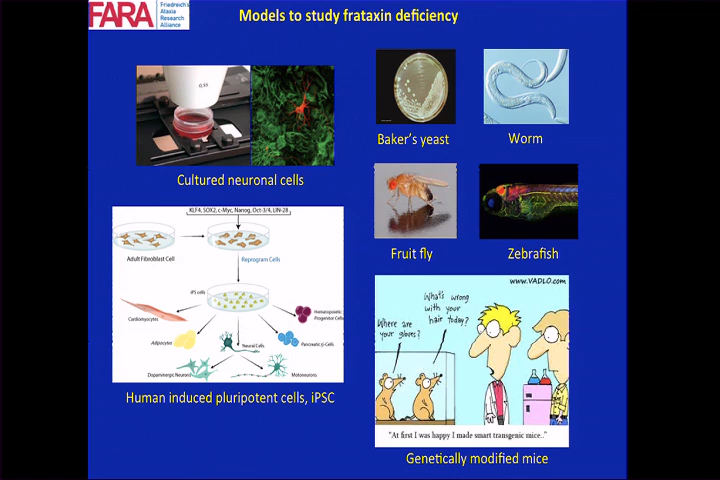 FARA
Friedreich's
Ataxia
Research
Alliance
Models to study frataxin deficiency
0,55
Cultured neuronal cells
Baker's yeast
Worm
Fruit fly
Zebrafish
KLF4, SOX2, c-Myc, Nanog, Oct-3/4, LIN-28
Adult Fibroblast Cell
Reprogram Cells
iPS cells
Cardiomyocytes
Hematopoietic
Progenitor Cells
Adipocytes
Neural Cells
Pancreatic β-Cells
Dopaminergic Neurons
Motorneurons
Human induced pluripotent cells, iPSC
www.VADLO.com
What's wrong
with your
hair today?
Where are
your gloves?
"At first I was happy I made smart transgenic mice.."
Genetically modified mice